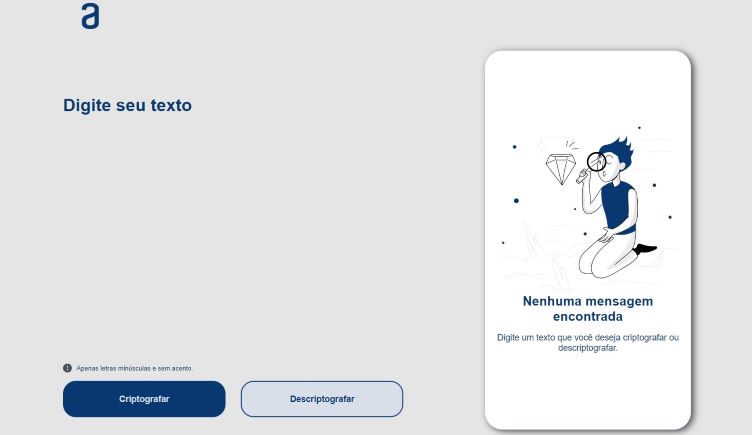 a
Digite seu texto
Apenas letras minúsculas e sem acento.
Criptografar
Descriptografar
Nenhuma mensagem
encontrada
Digite um texto que você deseja criptografar ou
descriptografar.